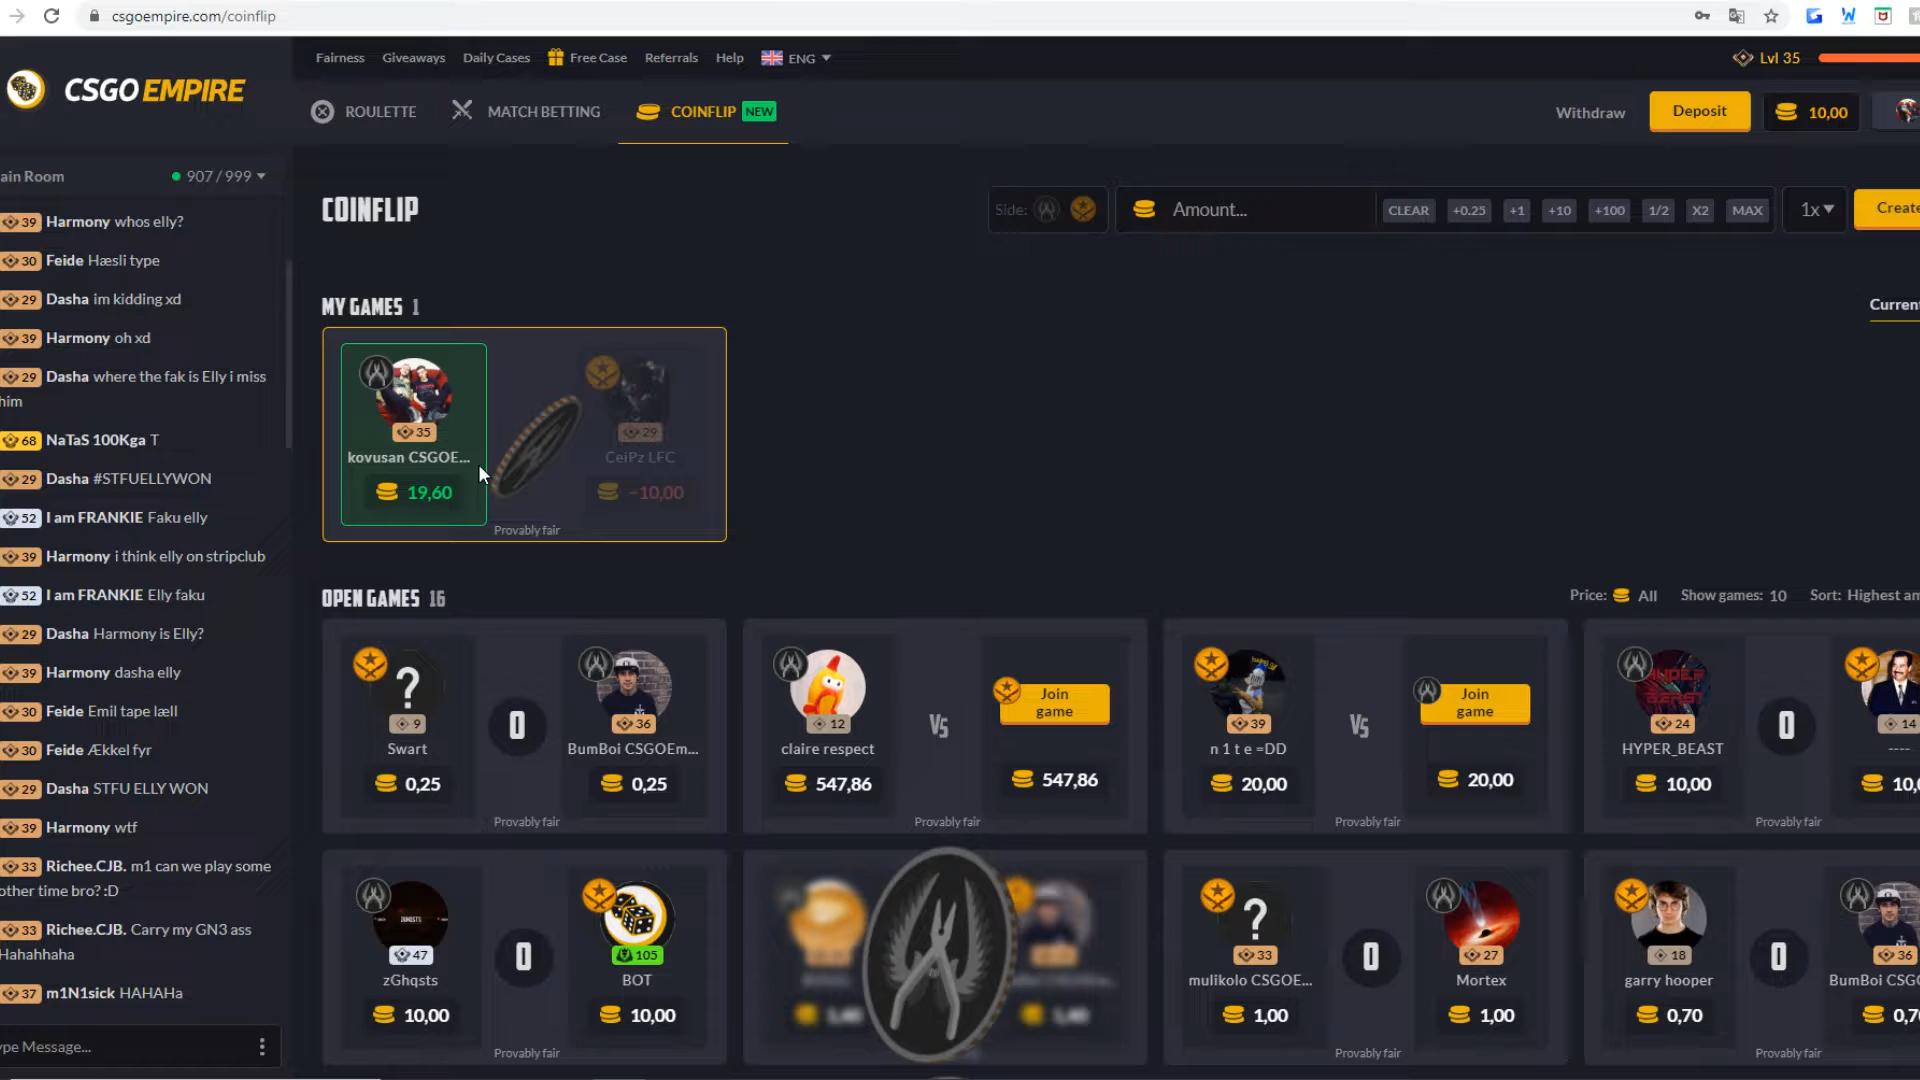 csgoempire.com/coinflip
Fairness Giveaways Daily Cases Free Case Referrals Help ENG
Lvl 35
CSGOEMPIRE
ROULETTE MATCH BETTING COINFLIP NEW
Withdraw Deposit 10,00
ain Room 907 / 999
39 Harmony whos elly?
30 Feide Hæsli type
29 Dasha im kidding xd
39 Harmony oh xd
29 Dasha where the fak is Elly i miss
him
68 NaTaS 100Kga T
29 Dasha #STFUELLYWON
52 I am FRANKIE Faku elly
39 Harmony i think elly on stripclub
52 I am FRANKIE Elly faku
29 Dasha Harmony is Elly?
39 Harmony dasha elly
30 Feide Emil tape læll
30 Feide Ækkel fyr
29 Dasha STFU ELLY WON
39 Harmony wtf
33 Richee.CJB. m1 can we play some
other time bro? :D
33 Richee.CJB. Carry my GN3 ass
Hahahhaha
37 m1N1sick HAHAHa
ype Message...
COINFLIP
Side: Amount... CLEAR +0.25 +1 +10 +100 1/2 X2 MAX 1x Create
MY GAMES 1
Current
35 29
kovusan CSGOE... CeiPz LFC
19,60 -10,00
Provably fair
OPEN GAMES 16
Price: All Show games: 10 Sort: Highest am
? 9 0 36
Swart BumBoi CSGOEm...
0,25 0,25
Provably fair
12 VS Join
game
claire respect
547,86 547,86
Provably fair
39 VS Join
game
n 1 t e =DD
20,00 20,00
Provably fair
HYPER BEAST
24 0 14
HYPER_BEAST ----
10,00 10,0
Provably fair
47 0 105
zGhqsts BOT
10,00 10,00
Provably fair
? 33 0 27
mulikolo CSGOE... Mortex
1,00 1,00
Provably fair
18 0 36
garry hooper BumBoi CSGO
0,70 0,70
Provably fair